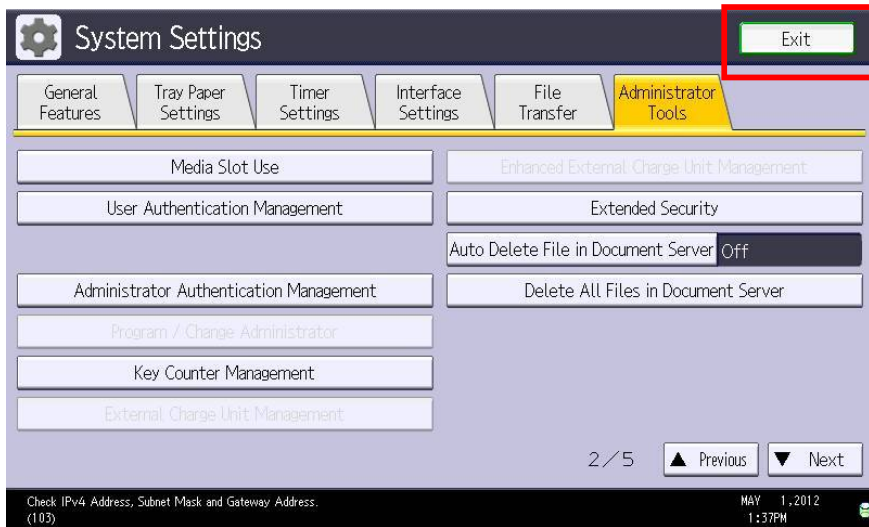 System Settings
Exit
General Features
Tray Paper Settings
Timer Settings
Interface Settings
File Transfer
Administrator Tools
Media Slot Use
Enhanced External Charge Unit Management
User Authentication Management
Extended Security
Auto Delete File in Document Server Off
Administrator Authentication Management
Delete All Files in Document Server
Program / Change Administrator
Key Counter Management
External Charge Unit Management
2/5
▲ Previous
▼ Next
Check IPv4 Address, Subnet Mask and Gateway Address.
(103)
MAY 1,2012
1:37PM